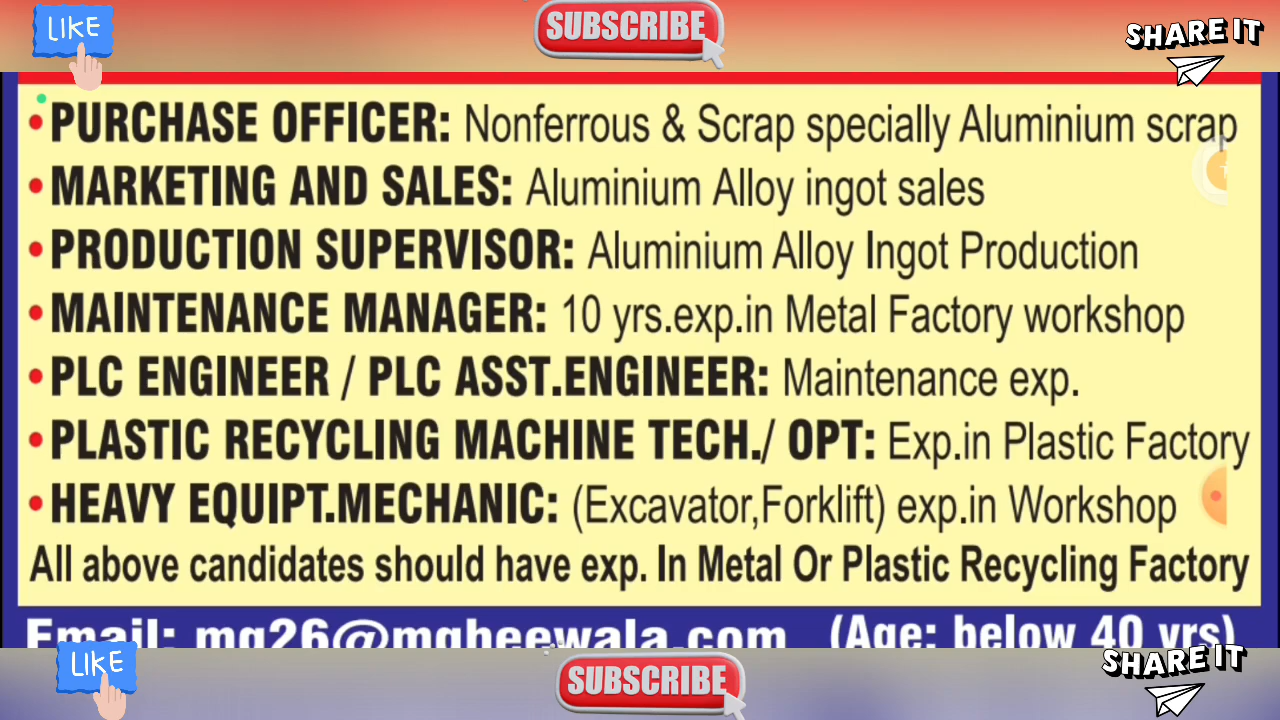 LIKE
SUBSCRIBE
SHARE IT
•PURCHASE OFFICER: Nonferrous & Scrap specially Aluminium scrap
•MARKETING AND SALES: Aluminium Alloy ingot sales
•PRODUCTION SUPERVISOR: Aluminium Alloy Ingot Production
•MAINTENANCE MANAGER: 10 yrs.exp.in Metal Factory workshop
•PLC ENGINEER / PLC ASST.ENGINEER: Maintenance exp.
•PLASTIC RECYCLING MACHINE TECH./ OPT: Exp.in Plastic Factory
•HEAVY EQUIPT.MECHANIC: (Excavator,Forklift) exp.in Workshop
All above candidates should have exp. In Metal Or Plastic Recycling Factory
Email: mg26@mgheewala.com (Age: below 40 yrs)
LIKE
SUBSCRIBE
SHARE IT